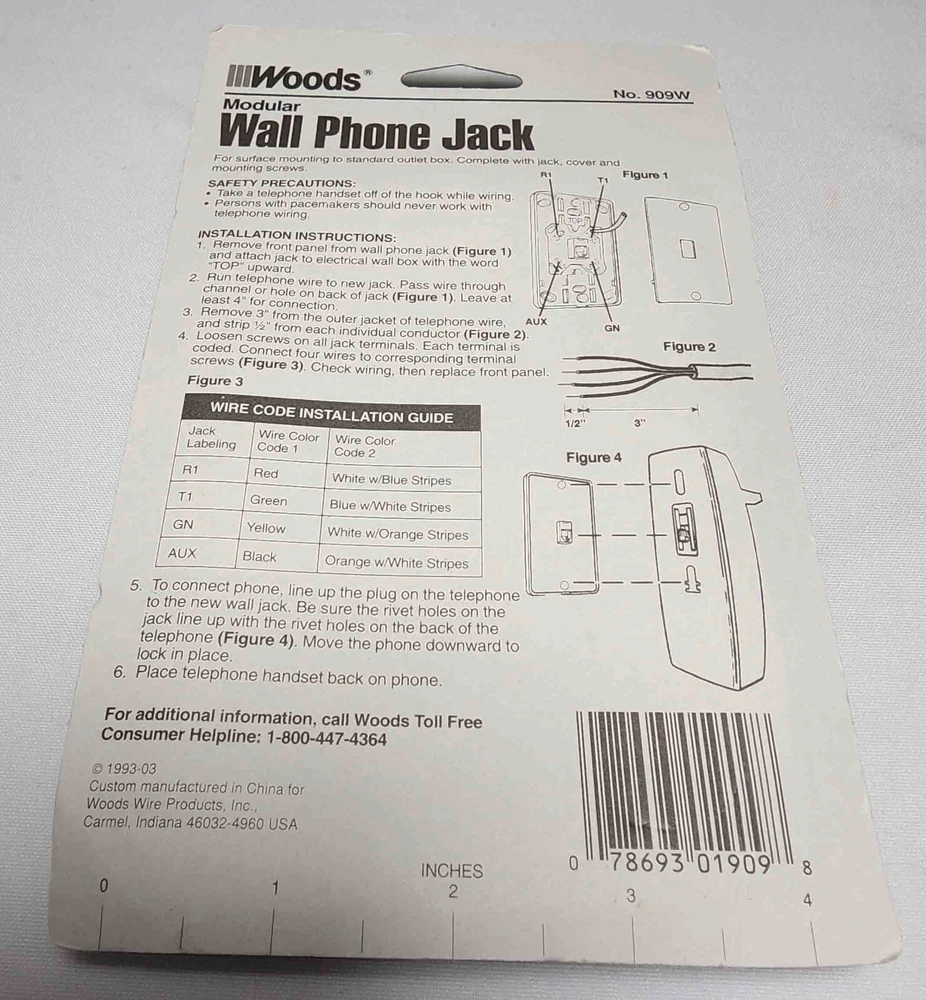 Woods®
No. 909W
Modular
Wall Phone Jack
For surface mounting to standard outlet box. Complete with jack, cover and
mounting screws.
SAFETY PRECAUTIONS:
• Take a telephone handset off of the hook while wiring.
• Persons with pacemakers should never work with
telephone wiring.
INSTALLATION INSTRUCTIONS:
1. Remove front panel from wall phone jack (Figure 1)
and attach jack to electrical wall box with the word
"TOP" upward.
2. Run telephone wire to new jack. Pass wire through
channel or hole on back of jack (Figure 1). Leave at
least 4" for connection.
3. Remove 3" from the outer jacket of telephone wire,
and strip ½" from each individual conductor (Figure 2).
4. Loosen screws on all jack terminals. Each terminal is
coded. Connect four wires to corresponding terminal
screws (Figure 3). Check wiring, then replace front panel.
R1
T1
Figure 1
AUX
GN
Figure 2
1/2"
3"
Figure 3
WIRE CODE INSTALLATION GUIDE
Jack Labeling
Wire Color Code 1
Wire Color Code 2
R1 Red White w/Blue Stripes
T1 Green Blue w/White Stripes
GN Yellow White w/Orange Stripes
AUX Black Orange w/White Stripes
Figure 4
5. To connect phone, line up the plug on the telephone
to the new wall jack. Be sure the rivet holes on the
jack line up with the rivet holes on the back of the
telephone (Figure 4). Move the phone downward to
lock in place.
6. Place telephone handset back on phone.
For additional information, call Woods Toll Free
Consumer Helpline: 1-800-447-4364
© 1993-03
Custom manufactured in China for
Woods Wire Products, Inc.,
Carmel, Indiana 46032-4960 USA
0 78693 01909 8
INCHES
0 1 2 3 4